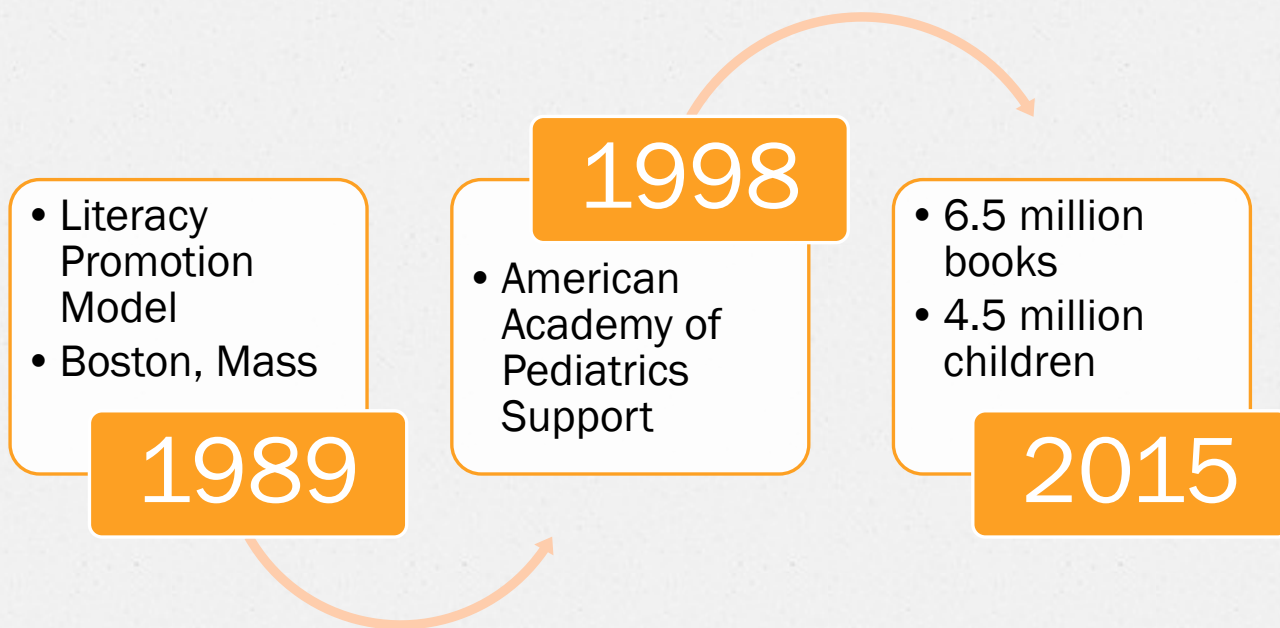 • Literacy
Promotion
Model
• Boston, Mass
1989
1998
• American
Academy of
Pediatrics
Support
• 6.5 million
books
• 4.5 million
children
2015